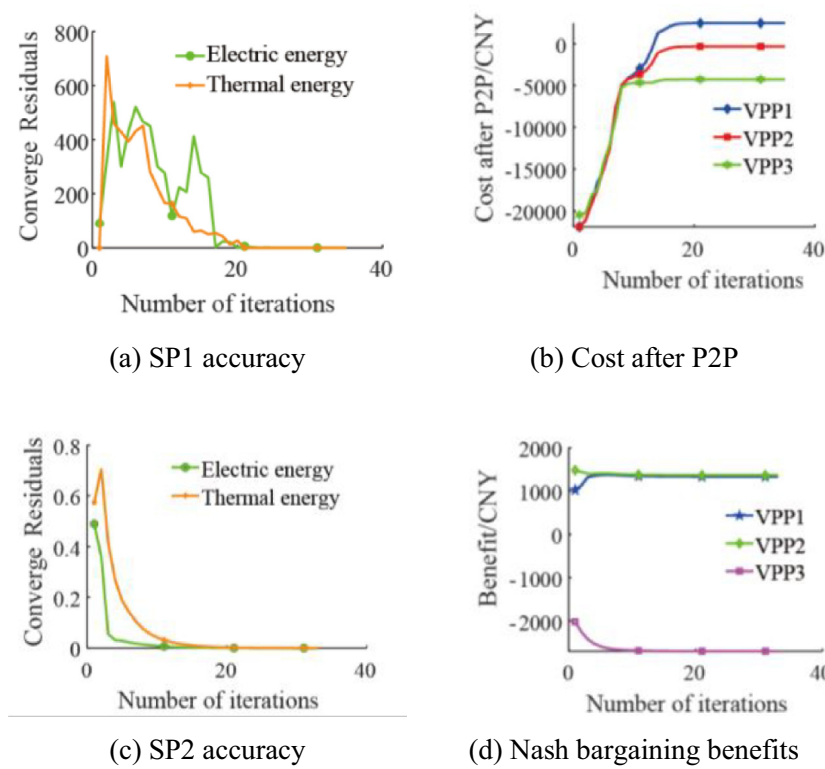 800
600
400
200
0
Converge Residuals
Electric energy
Thermal energy
0
20
40
Number of iterations
(a) SP1 accuracy
0
-5000
-10000
-15000
-20000
Cost after P2P/CNY
VPP1
VPP2
VPP3
0
20
40
Number of iterations
(b) Cost after P2P
0.8
0.6
0.4
0.2
0
Converge Residuals
Electric energy
Thermal energy
0
20
40
Number of iterations
(c) SP2 accuracy
2000
1000
0
-1000
-2000
Benefit/CNY
VPP1
VPP2
VPP3
0
20
40
Number of iterations
(d) Nash bargaining benefits